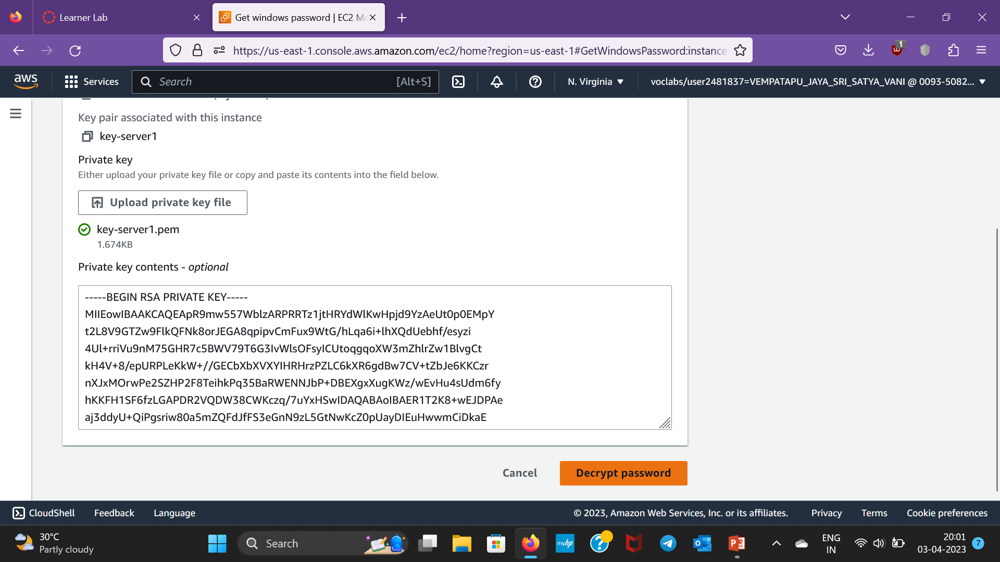 Learner Lab
Get windows password | EC2 Ma
https://us-east-1.console.aws.amazon.com/ec2/home?region=us-east-1#GetWindowsPassword:instance
1
aws
Services
Search
[Alt+S]
N. Virginia
voclabs/user2481837=VEMPATAPU_JAYA_SRI_SATYA_VANI @ 0093-5082...
Key pair associated with this instance
key-server1
Private key
Either upload your private key file or copy and paste its contents into the field below.
Upload private key file
key-server1.pem
1.674KB
Private key contents - optional
-----BEGIN RSA PRIVATE KEY-----
MIIEowIBAAKCAQEApR9mw557WblzARPRRTz1jtHRYdWlKwHpjd9YzAeUt0p0EMpY
t2L8V9GTZw9FlkQFNk8orJEGA8qpipvCmFux9WtG/hLqa6i+lhXQdUebhf/esyzi
4Ul+rriVu9nM75GHR7c5BWV79T6G3IvWlsOFsyICUtoqgqoXW3mZhlrZw1BlvgCt
kH4V+8/epURPLeKkW+//GECbXbXVXYIHRHrzPZLC6kXR6gdBw7CV+tZbJe6KKCzr
nXJxMOrwPe2SZHP2F8TeihkPq35BaRWENNJbP+DBEXgxXugKWz/wEvHu4sUdm6fy
hKKFH1SF6fzLGAPDR2VQDW38CWKczq/7uYxHSwIDAQABAoIBAER1T2K8+wEJDPAe
aj3ddyU+QiPgsriw80a5mZQFdJfFS3eGnN9zL5GtNwKcZ0pUayDIEuHwwmCiDkaE
Cancel
Decrypt password
CloudShell
Feedback
Language
© 2023, Amazon Web Services, Inc. or its affiliates.
Privacy
Terms
Cookie preferences
30°C
Partly cloudy
Search
myhp
ENG
IN
20:01
03-04-2023
7